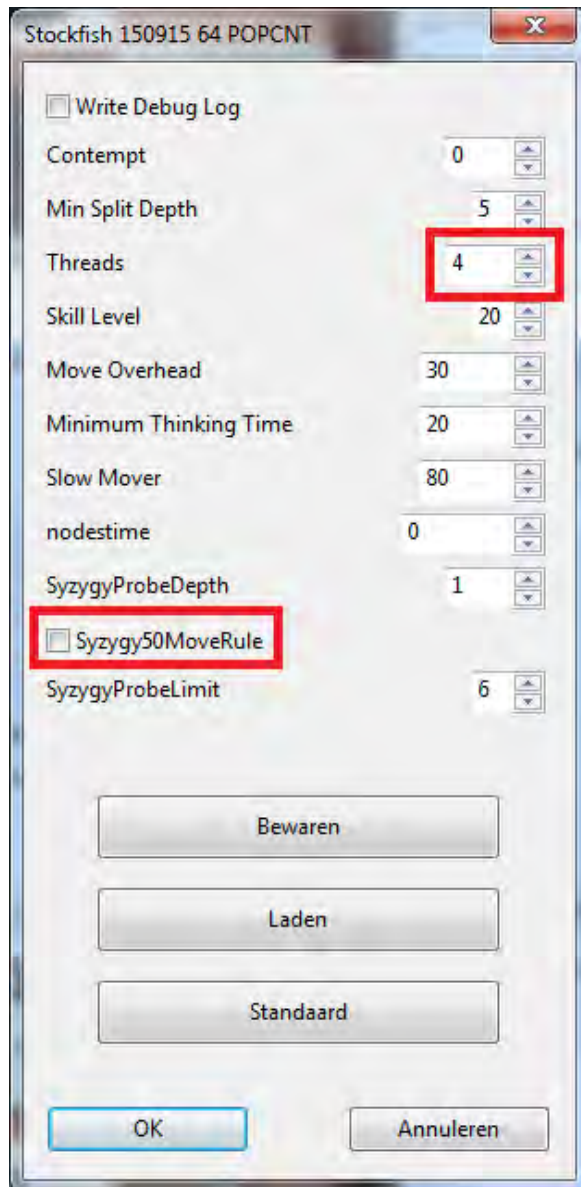 Stockfish 150915 64 POPCNT
Write Debug Log
Contempt 0
Min Split Depth 5
Threads 4
Skill Level 20
Move Overhead 30
Minimum Thinking Time 20
Slow Mover 80
nodestime 0
SyzygyProbeDepth 1
Syzygy50MoveRule
SyzygyProbeLimit 6
Bewaren
Laden
Standaard
OK Annuleren